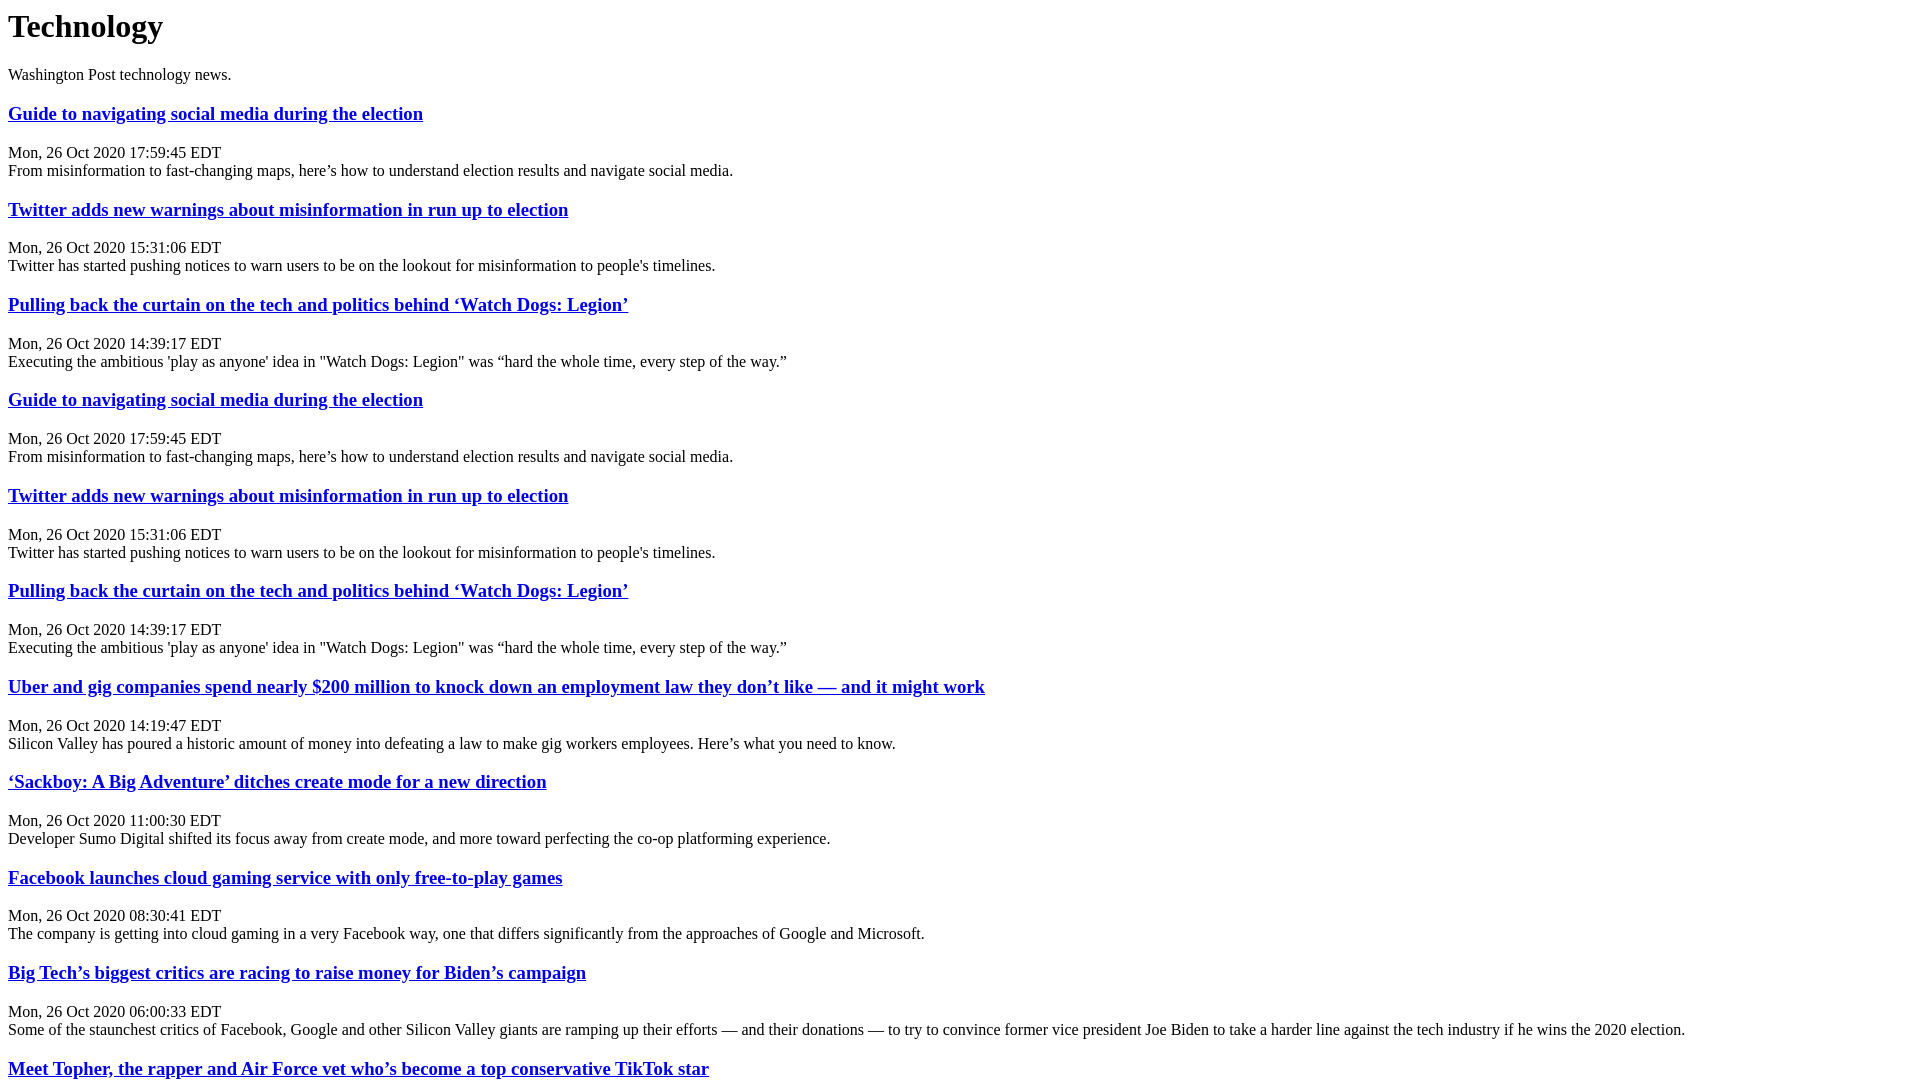 Technology
Washington Post technology news.
Guide to navigating social media during the election
Mon, 26 Oct 2020 17:59:45 EDT
From misinformation to fast-changing maps, here’s how to understand election results and navigate social media.
Twitter adds new warnings about misinformation in run up to election
Mon, 26 Oct 2020 15:31:06 EDT
Twitter has started pushing notices to warn users to be on the lookout for misinformation to people's timelines.
Pulling back the curtain on the tech and politics behind ‘Watch Dogs: Legion’
Mon, 26 Oct 2020 14:39:17 EDT
Executing the ambitious 'play as anyone' idea in "Watch Dogs: Legion" was “hard the whole time, every step of the way.”
Guide to navigating social media during the election
Mon, 26 Oct 2020 17:59:45 EDT
From misinformation to fast-changing maps, here’s how to understand election results and navigate social media.
Twitter adds new warnings about misinformation in run up to election
Mon, 26 Oct 2020 15:31:06 EDT
Twitter has started pushing notices to warn users to be on the lookout for misinformation to people's timelines.
Pulling back the curtain on the tech and politics behind ‘Watch Dogs: Legion’
Mon, 26 Oct 2020 14:39:17 EDT
Executing the ambitious 'play as anyone' idea in "Watch Dogs: Legion" was “hard the whole time, every step of the way.”
Uber and gig companies spend nearly $200 million to knock down an employment law they don’t like — and it might work
Mon, 26 Oct 2020 14:19:47 EDT
Silicon Valley has poured a historic amount of money into defeating a law to make gig workers employees. Here’s what you need to know.
‘Sackboy: A Big Adventure’ ditches create mode for a new direction
Mon, 26 Oct 2020 11:00:30 EDT
Developer Sumo Digital shifted its focus away from create mode, and more toward perfecting the co-op platforming experience.
Facebook launches cloud gaming service with only free-to-play games
Mon, 26 Oct 2020 08:30:41 EDT
The company is getting into cloud gaming in a very Facebook way, one that differs significantly from the approaches of Google and Microsoft.
Big Tech’s biggest critics are racing to raise money for Biden’s campaign
Mon, 26 Oct 2020 06:00:33 EDT
Some of the staunchest critics of Facebook, Google and other Silicon Valley giants are ramping up their efforts — and their donations — to try to convince former vice president Joe Biden to take a harder line against the tech industry if he wins the 2020 election.
Meet Topher, the rapper and Air Force vet who’s become a top conservative TikTok star